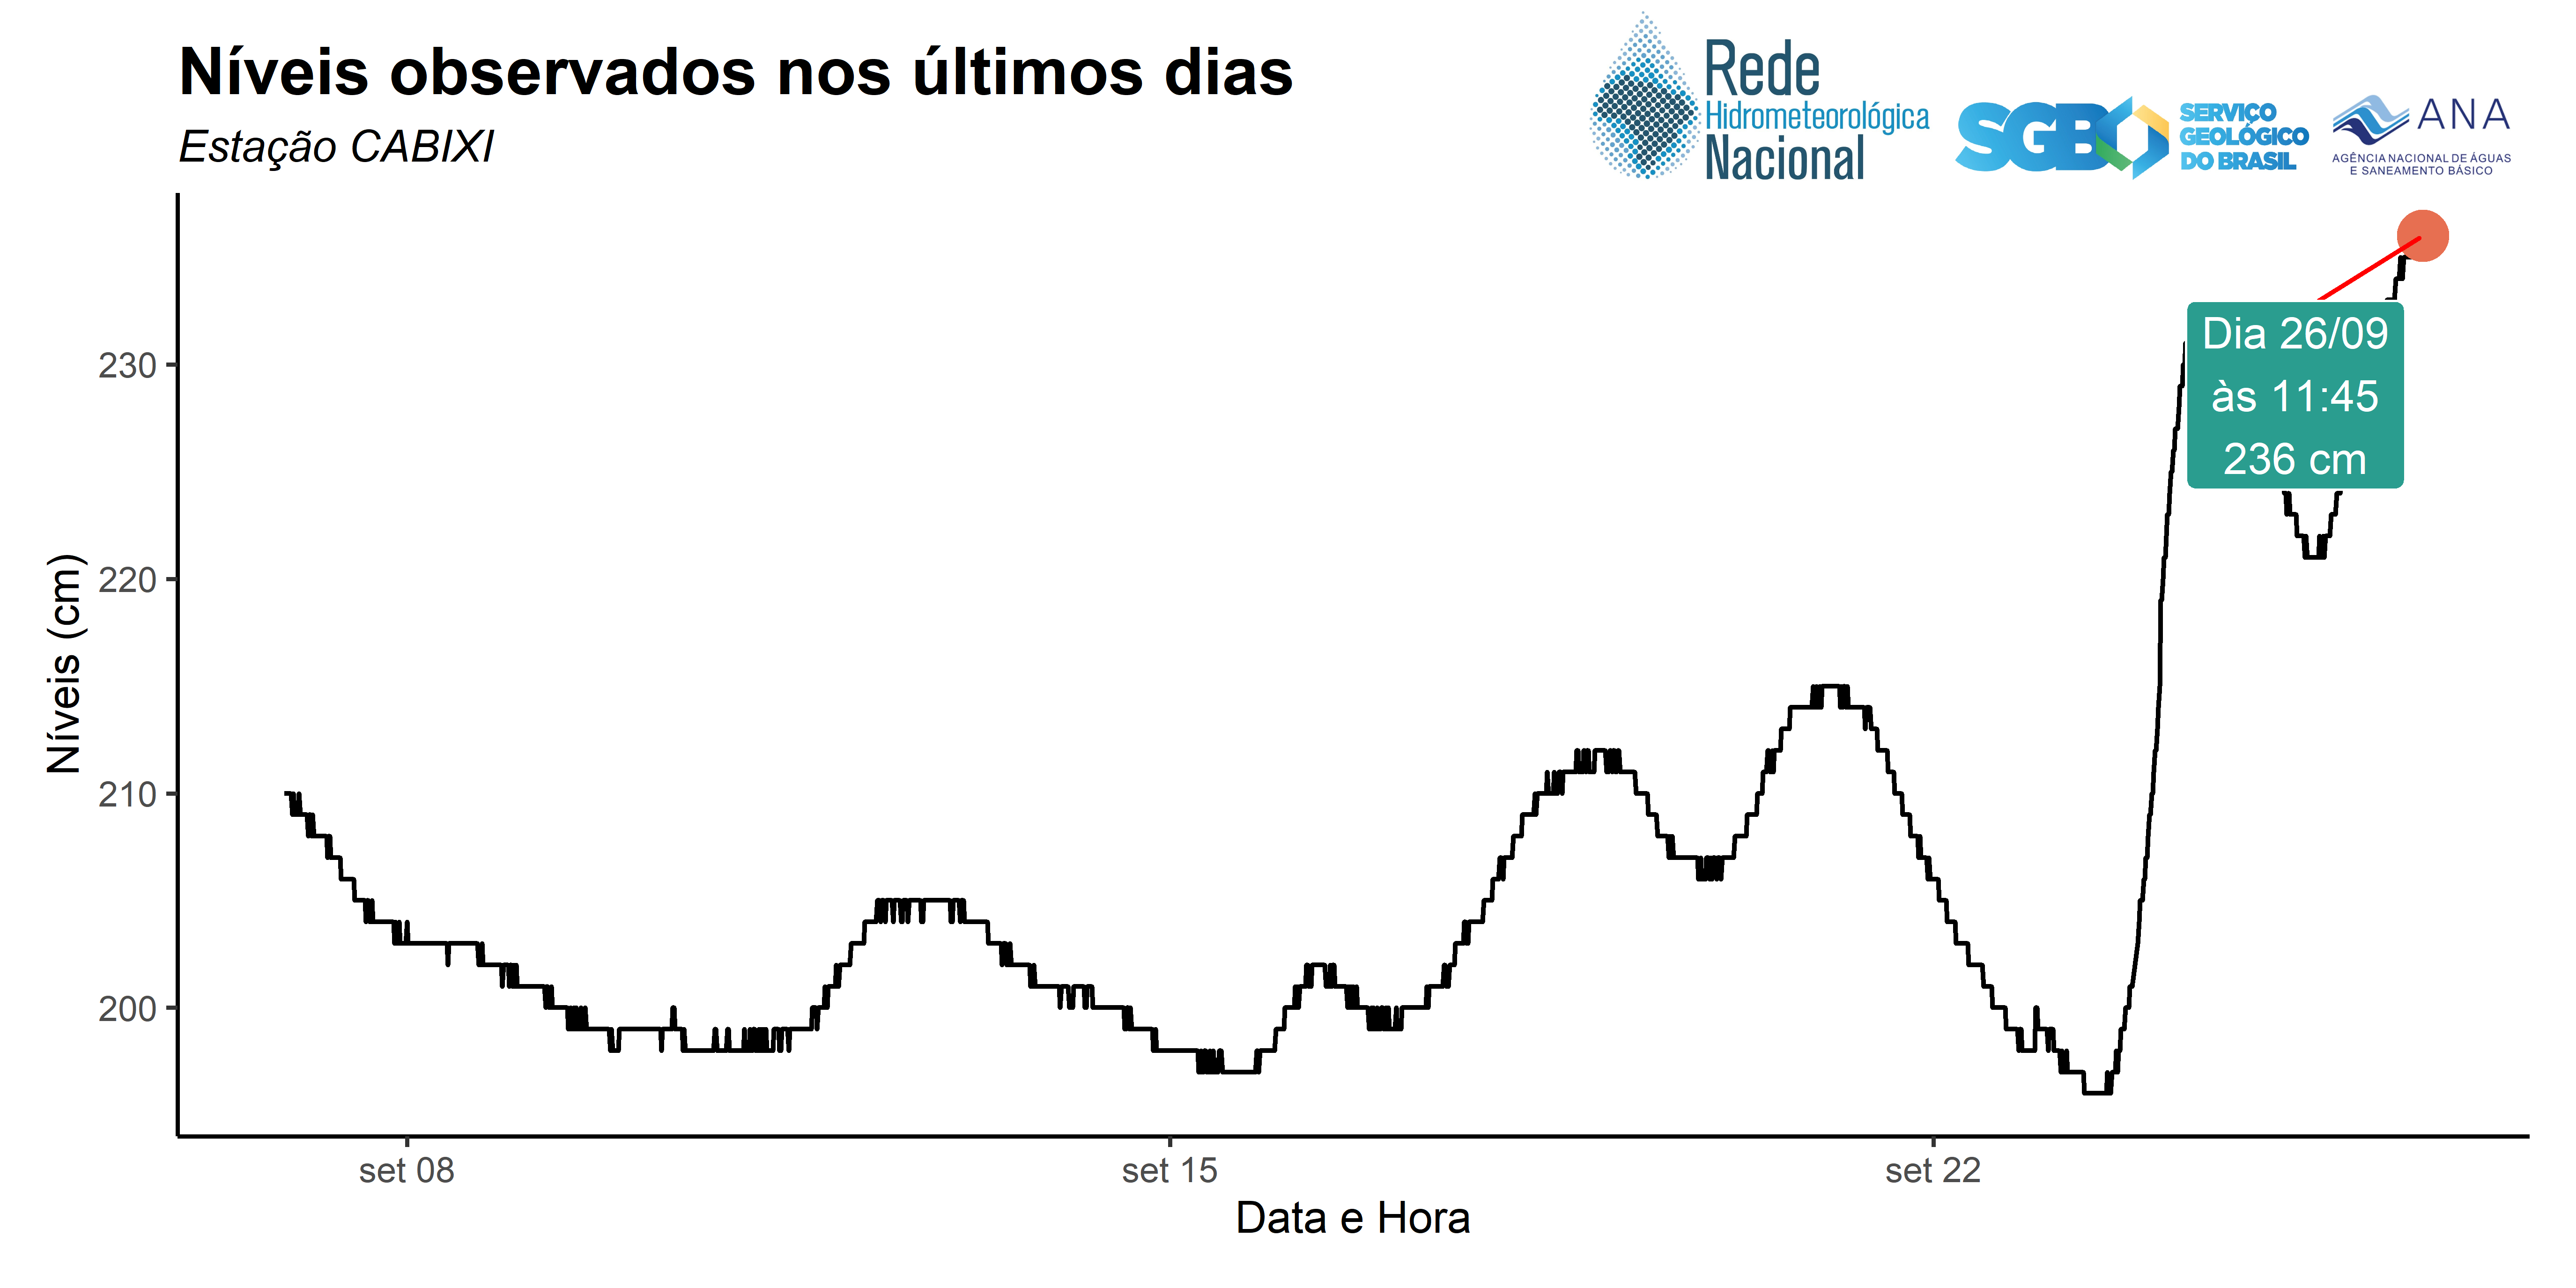 Níveis observados nos últimos dias
Estação CABIXI
Rede
Hidrometeorológica
Nacional
SGB
SERVIÇO
GEOLÓGICO
DO BRASIL
ANA
AGÊNCIA NACIONAL DE ÁGUAS
E SANEAMENTO BÁSICO
Níveis (cm)
230
220
210
200
Dia 26/09
às 11:45
236 cm
set 08
set 15
set 22
Data e Hora